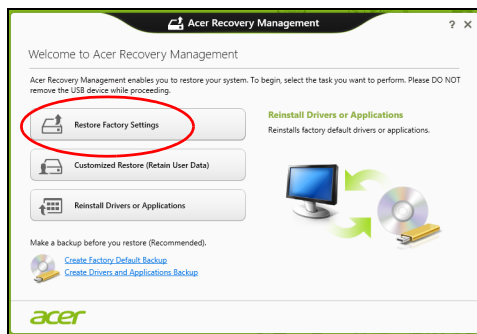 Acer Recovery Management
? X
Welcome to Acer Recovery Management
Acer Recovery Management enables you to restore your system. To begin, select the task you want to perform. Please DO NOT
remove the USB device while proceeding.
Restore Factory Settings
Customized Restore (Retain User Data)
Reinstall Drivers or Applications
Reinstall Drivers or Applications
Reinstalls factory default drivers or applications.
Make a backup before you restore (Recommended).
Create Factory Default Backup
Create Drivers and Applications Backup
acer